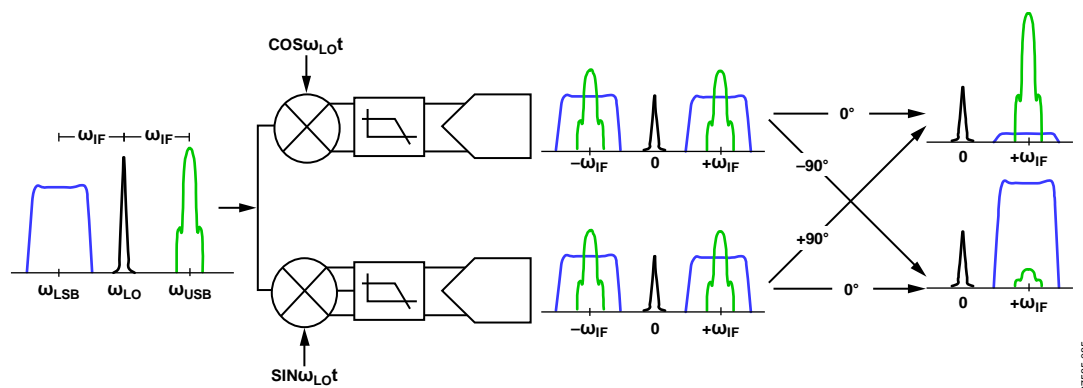 COSωLOt
ωIF ωIF
ωLSB ωLO ωUSB
SINωLOt
–ωIF 0 +ωIF
–ωIF 0 +ωIF
0°
–90°
+90°
0°
0 +ωIF
0 +ωIF